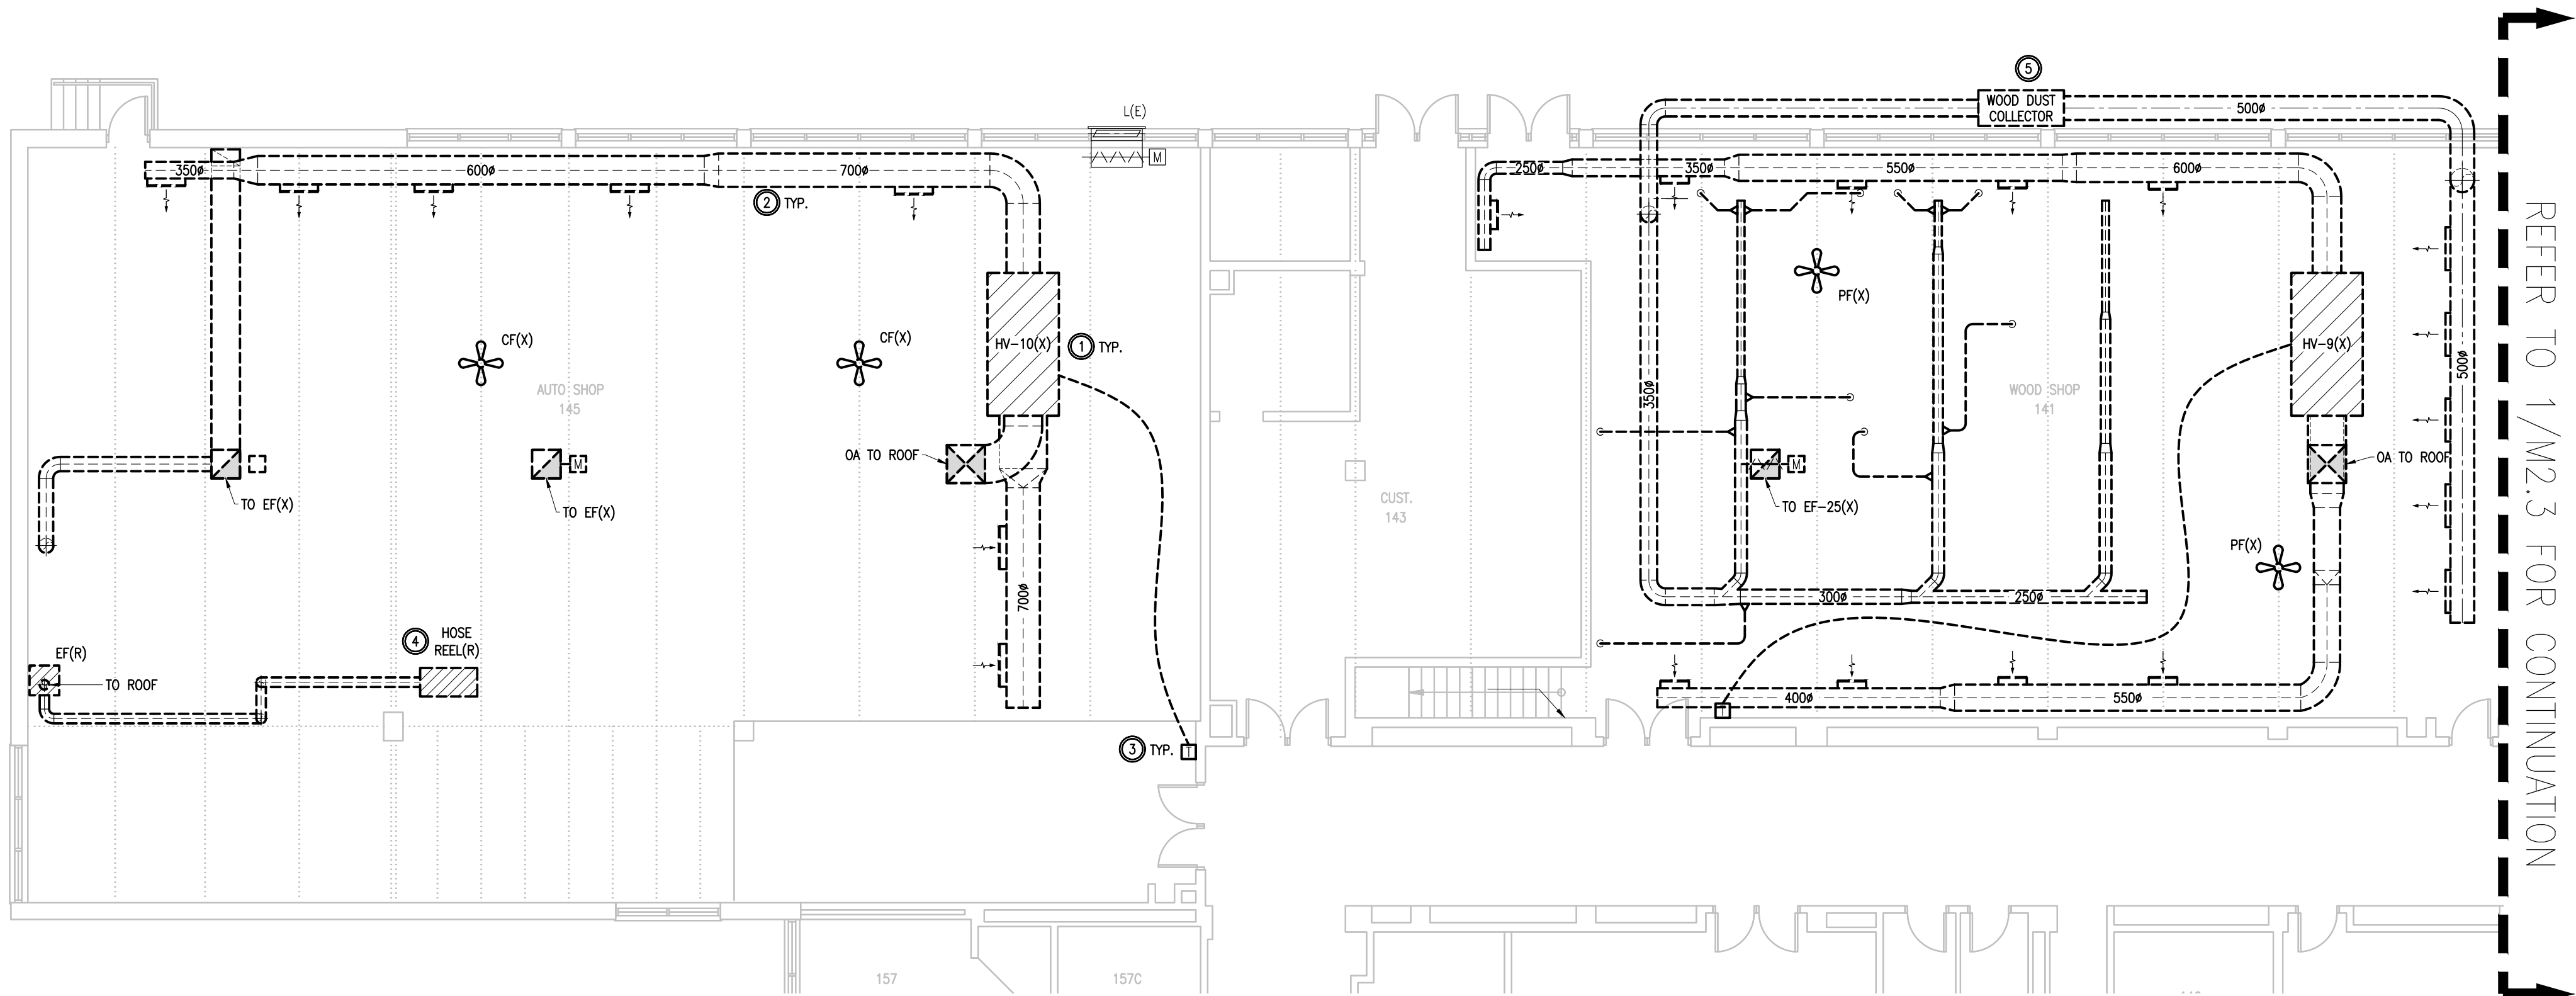 5
WOOD DUST
COLLECTOR
500ø
L(E)
M
350ø
600ø
700ø
2 TYP.
250ø
350ø
550ø
600ø
CF(X)
CF(X)
HV-10(X)
1 TYP.
PF(X)
HV-9(X)
AUTO SHOP
145
WOOD SHOP
141
350ø
500ø
OA TO ROOF
M
M
OA TO ROOF
TO EF(X)
TO EF(X)
CUST.
143
TO EF-25(X)
PF(X)
700ø
300ø
250ø
4 HOSE
REEL(R)
EF(R)
TO ROOF
400ø
550ø
3 TYP.
T
157
157C
REFER TO 1/M2.3 FOR CONTINUATION